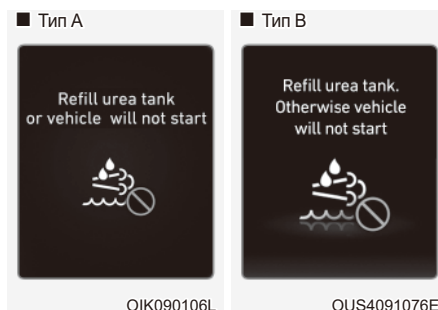 ■ Тип A
Refill urea tank
or vehicle will not start
OIK090106L
■ Тип B
Refill urea tank.
Otherwise vehicle
will not start
OUS4091076E